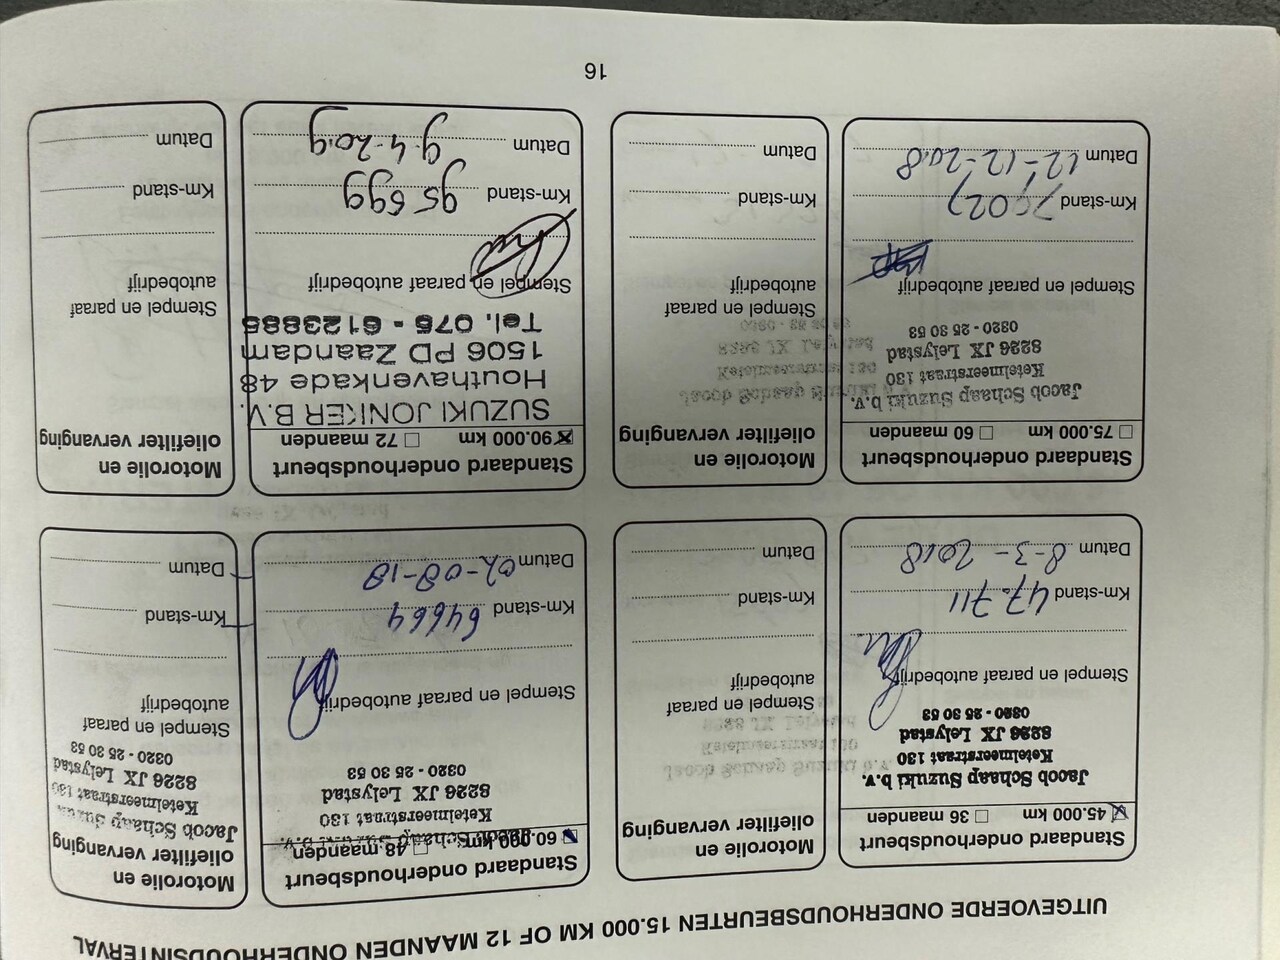 UITGEVOERDE ONDERHOUDSBEURTEN 15.000 KM OF 12 MAANDEN ONDERHOUDSINTERVAL
Standaard onderhoudsbeurt
45.000 km 36 maanden
Jacob Schaap Suzuki b.v.
Ketelmeerstraat 130
8226 JX Lelystad
0320 - 25 30 53
Stempel en paraaf autobedrijf
Km-stand 47.711
Datum 8-3-2018
Motorolie en
oliefilter vervanging
Stempel en paraaf
autobedrijf
Km-stand
Datum
Standaard onderhoudsbeurt
60.000 km 48 maanden
Ketelmeerstraat 130
8226 JX Lelystad
0320 - 25 30 53
Stempel en paraaf autobedrijf
Km-stand 64664
Datum 02-08-18
Motorolie en
oliefilter vervanging
Jacob Schaap
Ketelmeerstraat 130
8226 JX Lelystad
0320 - 25 30 53
Stempel en paraaf
autobedrijf
Km-stand
Datum
Standaard onderhoudsbeurt
75.000 km 60 maanden
Jacob Schaap Suzuki b.v.
Ketelmeerstraat 130
8226 JX Lelystad
0320 - 25 30 53
Stempel en paraaf autobedrijf
Km-stand
Datum 12-12-2018
Motorolie en
oliefilter vervanging
Stempel en paraaf
autobedrijf
Km-stand
Datum
Standaard onderhoudsbeurt
90.000 km 72 maanden
SUZUKI JONKER B.V.
Houthavenkade 48
1506 PD Zaandam
Tel. 075 - 6123885
Stempel en paraaf autobedrijf
Km-stand 95 699
Datum 9-4-2019
Motorolie en
oliefilter vervanging
Stempel en paraaf
autobedrijf
Km-stand
Datum
16